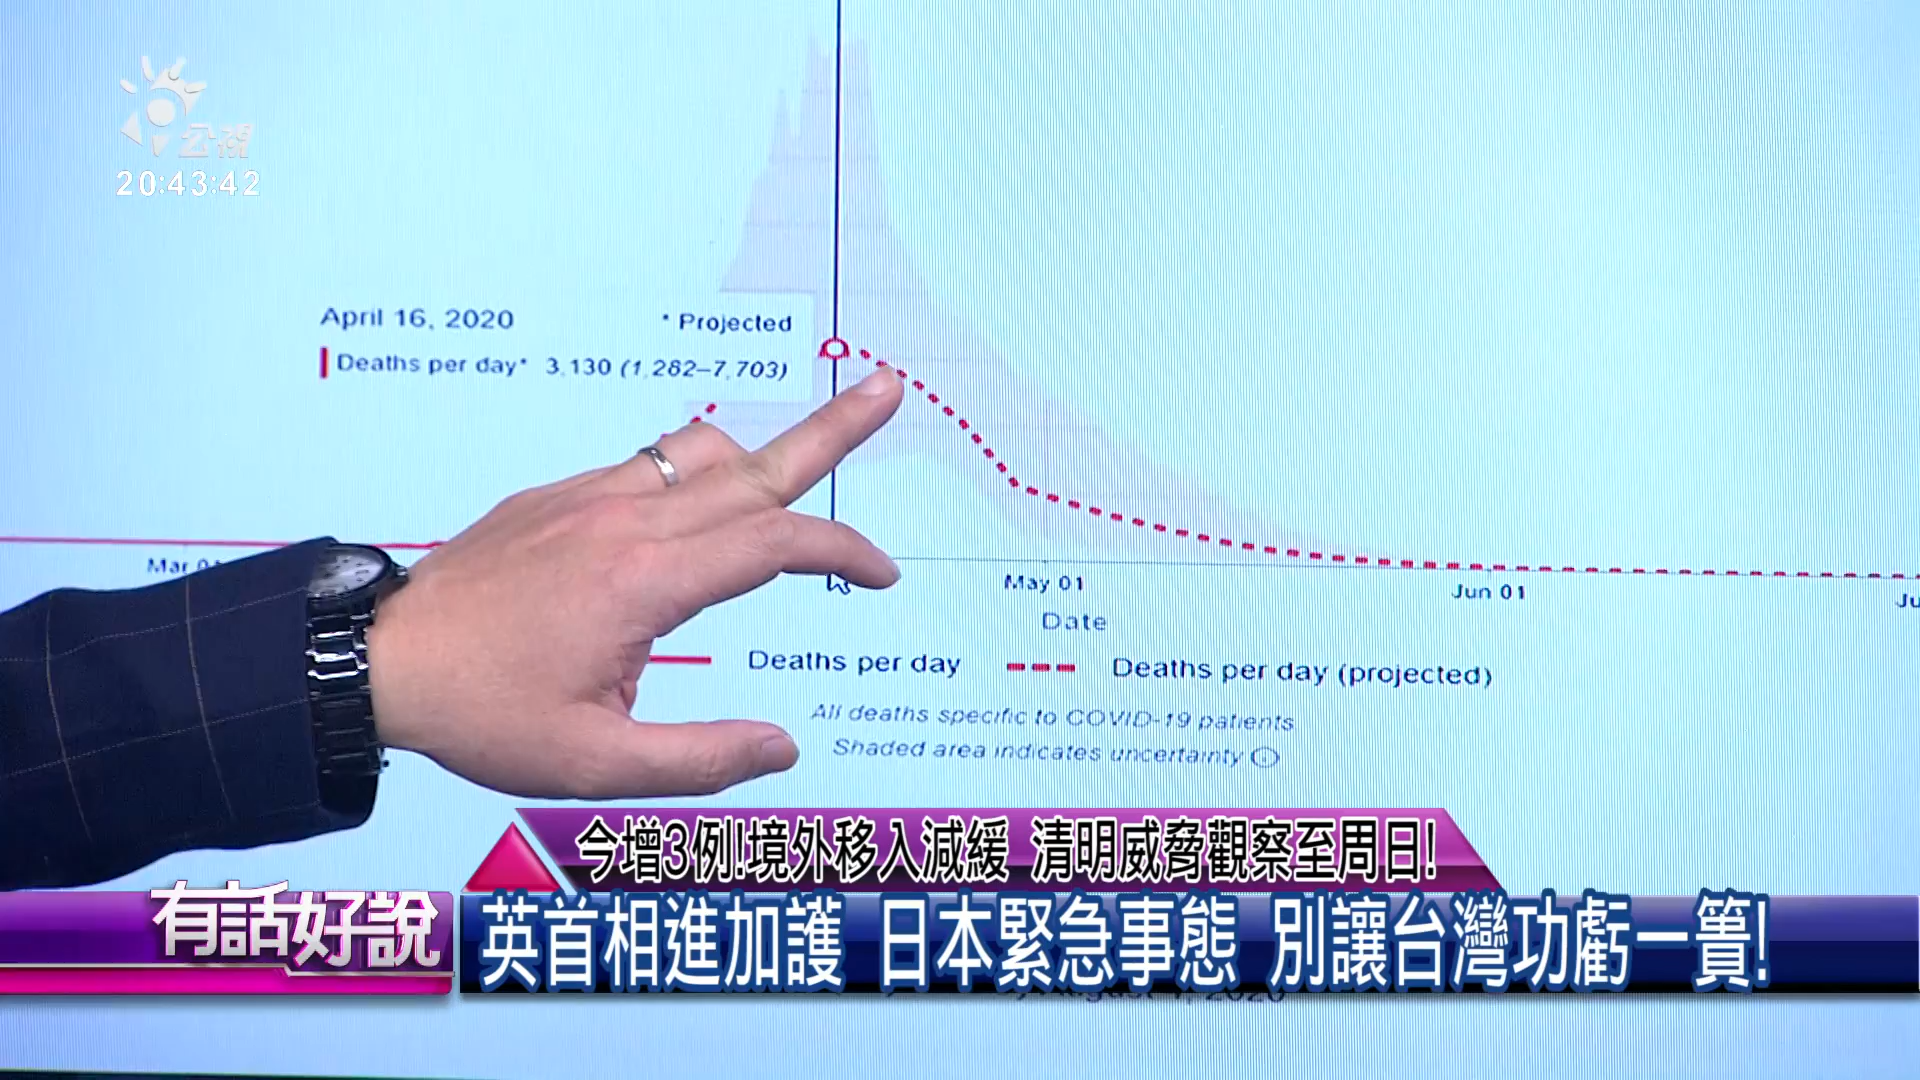 公視
20:43:42
April 16, 2020
* Projected
Deaths per day* 3,130 (1,282–7,703)
Mar
May 01
Jun 01
Date
Deaths per day
Deaths per day (projected)
All deaths specific to COVID-19 patients
Shaded area indicates uncertainty
今增3例!境外移入減緩 清明威脅觀察至周日!
有話好說
英首相進加護 日本緊急事態 別讓台灣功虧一簣!